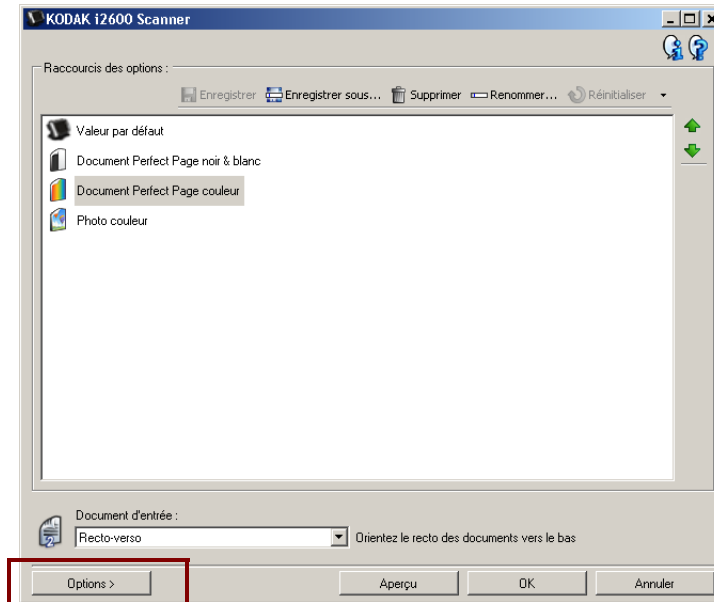 KODAK i2600 Scanner
Raccourcis des options :
Enregistrer Enregistrer sous... Supprimer Renommer... Réinitialiser
Valeur par défaut
Document Perfect Page noir & blanc
Document Perfect Page couleur
Photo couleur
Document d'entrée :
2
Recto-verso Orientez le recto des documents vers le bas
Options > Aperçu OK Annuler